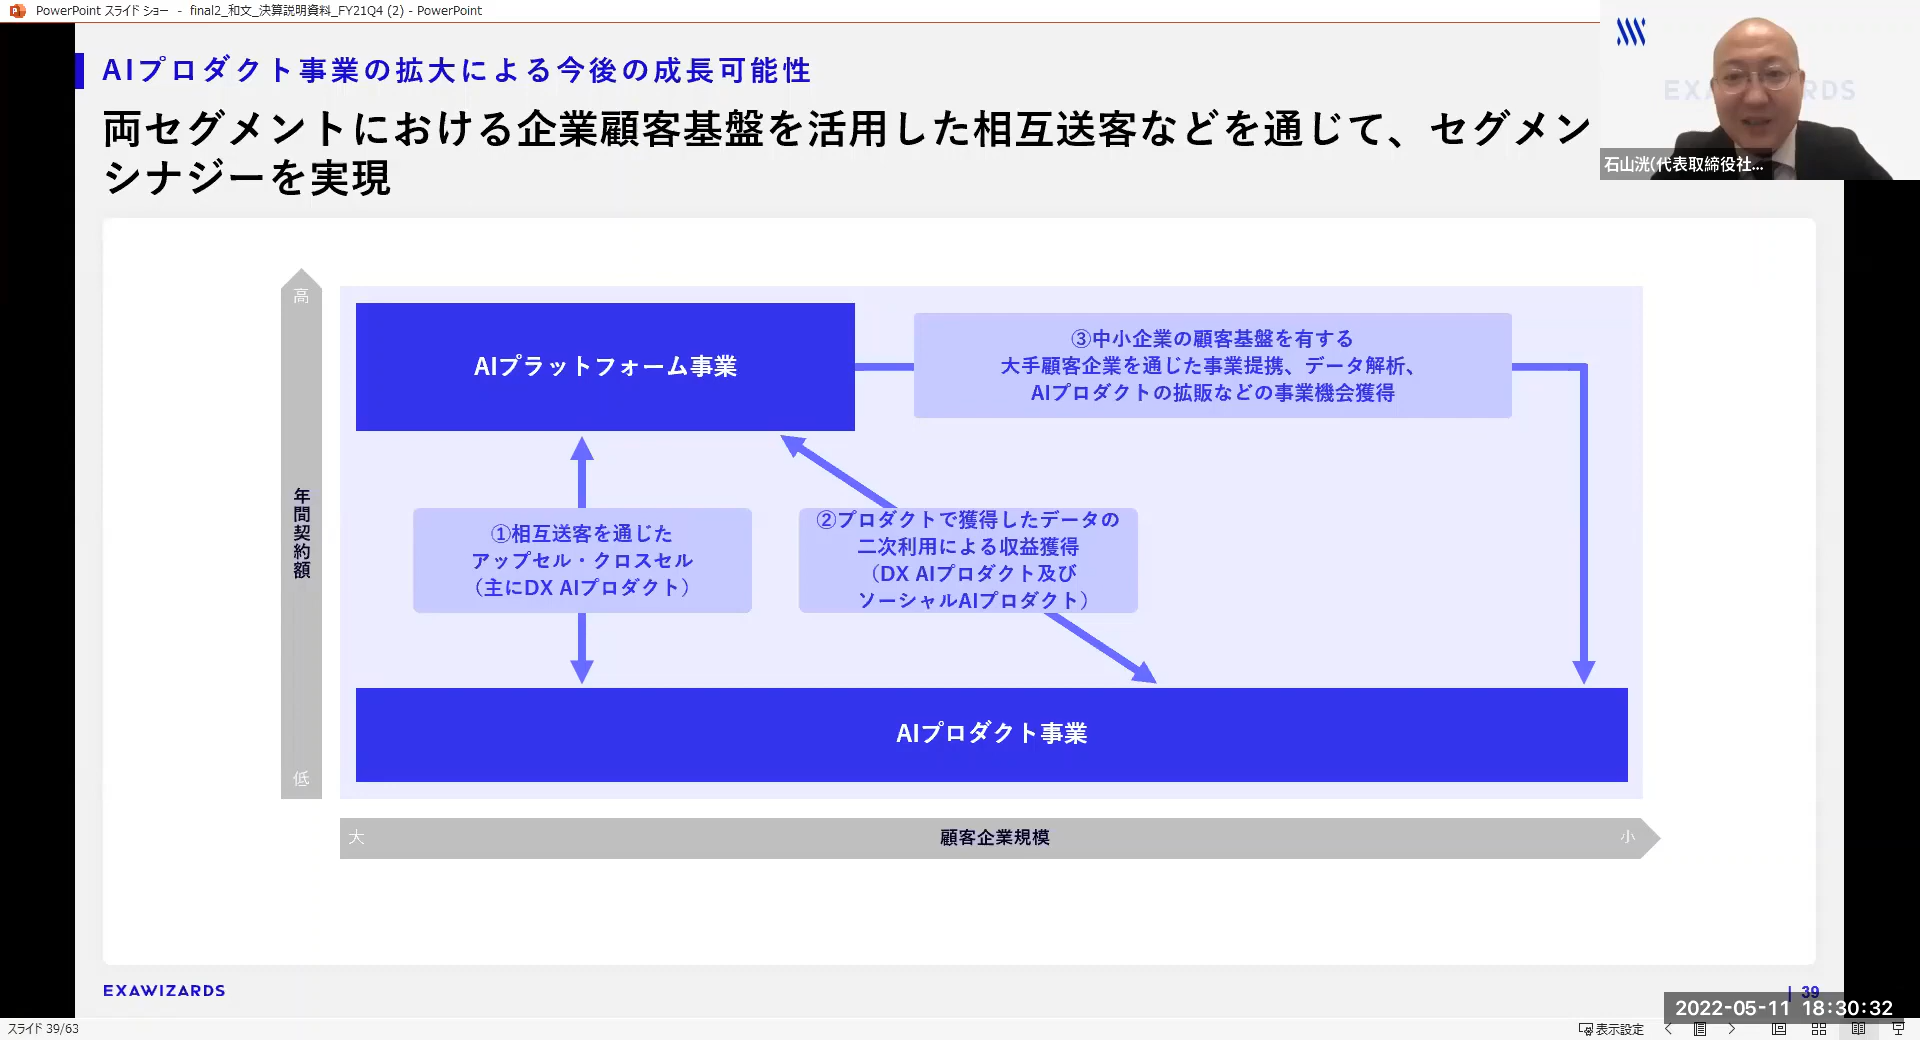 PowerPoint スライド ショー - final2_和文_決算説明資料_FY21Q4 (2) - PowerPoint
AIプロダクト事業の拡大による今後の成長可能性
両セグメントにおける企業顧客基盤を活用した相互送客などを通じて、セグメン
シナジーを実現
EXAWIZARDS
石山洸(代表取締役社...
高
年間契約額
低
AIプラットフォーム事業
③中小企業の顧客基盤を有する
大手顧客企業を通じた事業提携、データ解析、
AIプロダクトの拡販などの事業機会獲得
①相互送客を通じた
アップセル・クロスセル
（主にDX AIプロダクト）
②プロダクトで獲得したデータの
二次利用による収益獲得
（DX AIプロダクト及び
ソーシャルAIプロダクト）
AIプロダクト事業
大
顧客企業規模
小
EXAWIZARDS
| 39
2022-05-11 18:30:32
スライド 39/63
表示設定